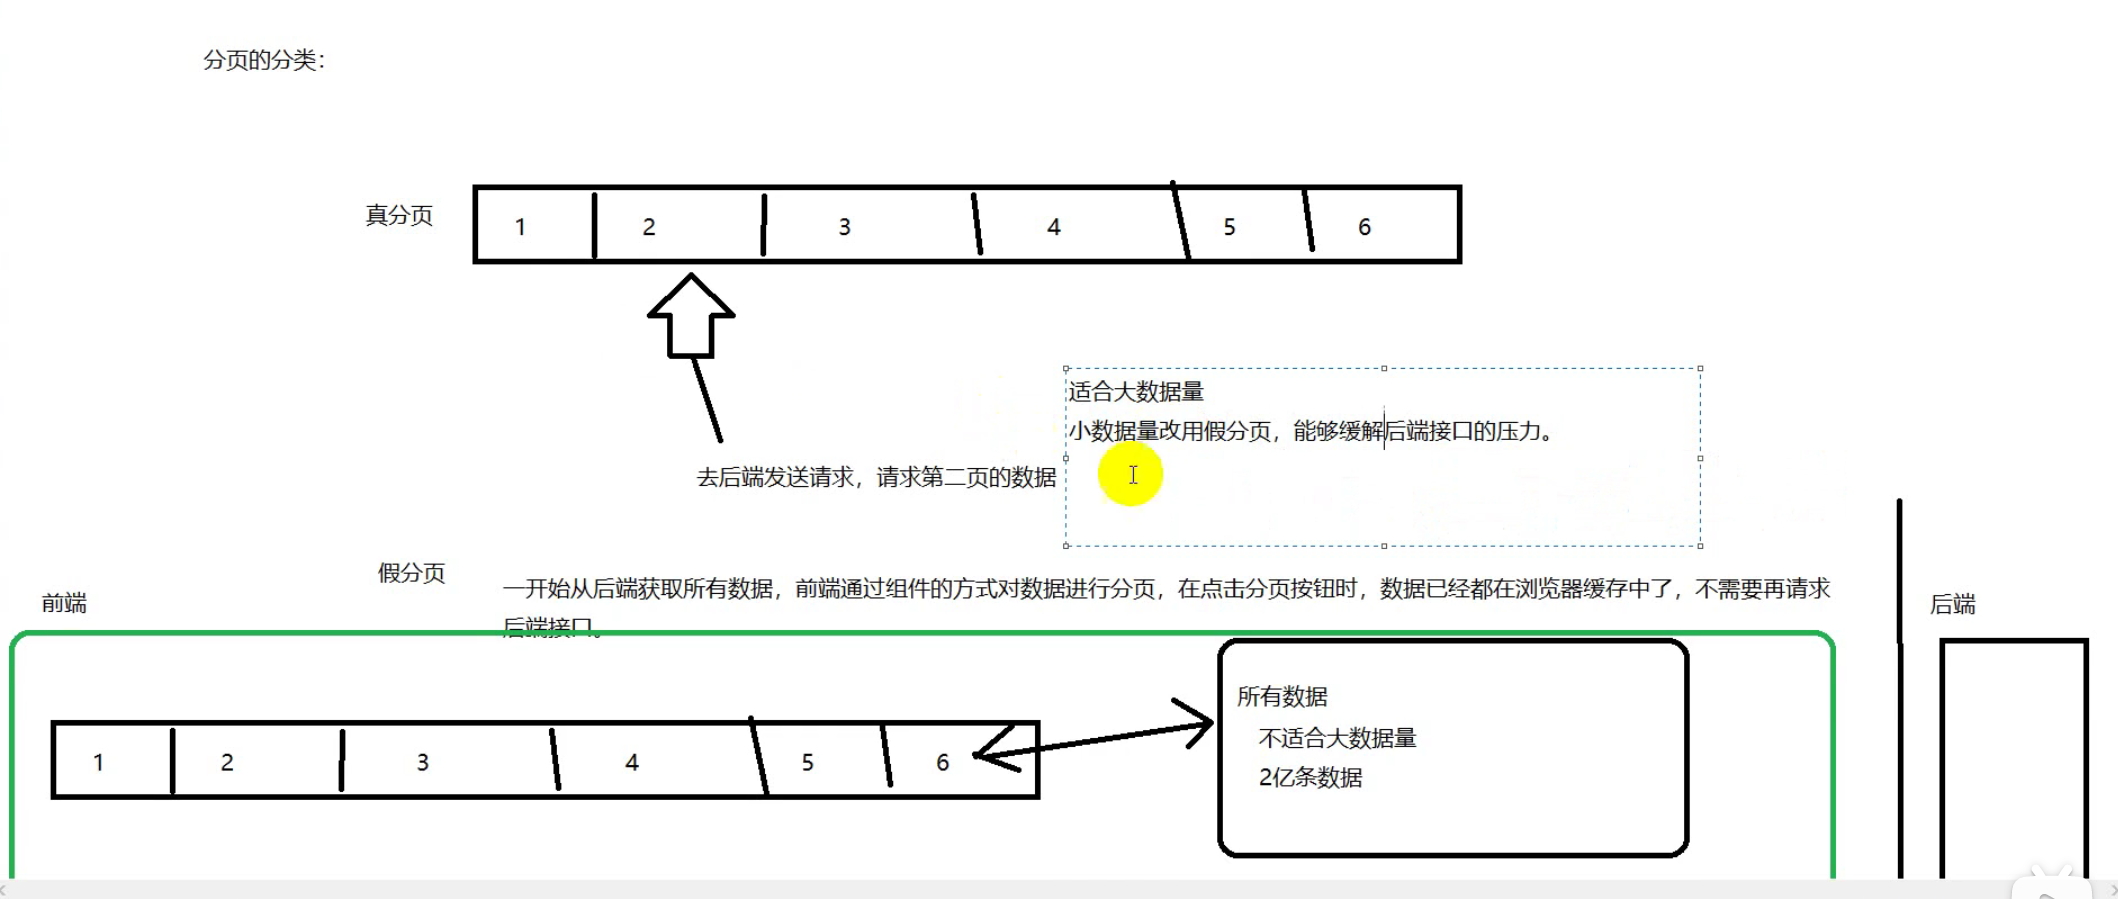 分页的分类：
真分页
1 2 3 4 5 6
适合大数据量
小数据量改用假分页，能够缓解后端接口的压力。
去后端发送请求，请求第二页的数据
假分页
一开始从后端获取所有数据，前端通过组件的方式对数据进行分页，在点击分页按钮时，数据已经都在浏览器缓存中了，不需要再请求
后端接口。
前端
后端
所有数据
不适合大数据量
2亿条数据
1 2 3 4 5 6